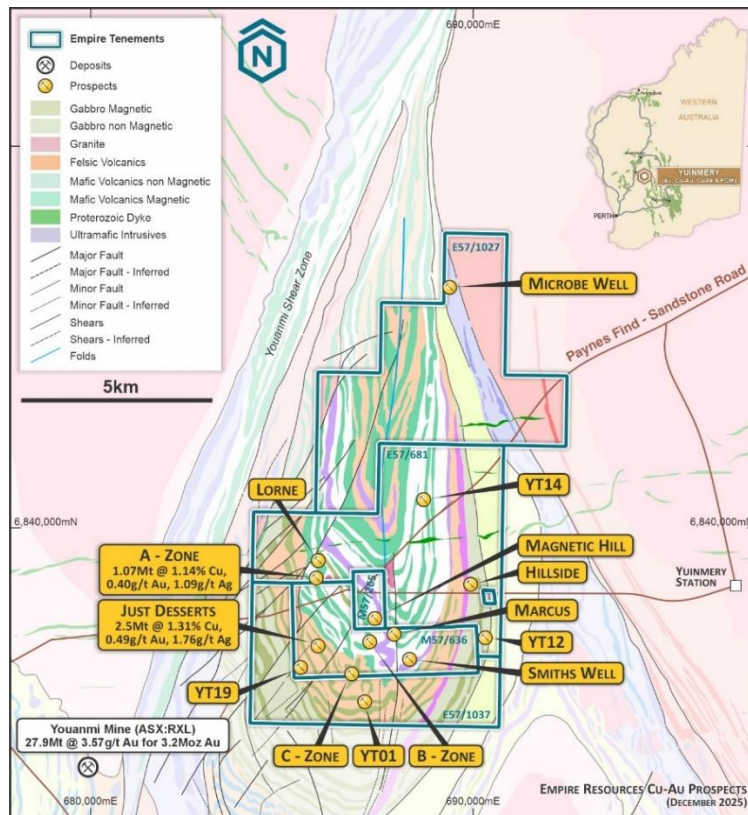 690,000mE
Empire Tenements
Deposits
Prospects
Gabbro Magnetic
Gabbro non Magnetic
Granite
Felsic Volcanics
Mafic Volcanics non Magnetic
Mafic Volcanics Magnetic
Proterozoic Dyke
Ultramafic Intrusives
Major Fault
Major Fault - Inferred
Minor Fault
Minor Fault - Inferred
Shears
Shears - Inferred
Folds
5km
N
WESTERN
AUSTRALIA
YUINMERY
PERTH
Youanmi Shear Zone
E57/1027
MICROBE WELL
Paynes Find - Sandstone Road
E57/681
YT14
LORNE
6,840,000mN
6,840,000mN
A - ZONE
1.07Mt @ 1.14% Cu,
0.40g/t Au, 1.09g/t Ag
MAGNETIC HILL
HILLSIDE
YUINMERY
STATION
M57/265
JUST DESSERTS
2.5Mt @ 1.31% Cu,
0.49g/t Au, 1.76g/t Ag
MARCUS
M57/636
YT12
YT19
SMITHS WELL
E57/1037
Youanmi Mine (ASX:RXL)
27.9Mt @ 3.57g/t Au for 3.2Moz Au
C - ZONE
YT01
B - ZONE
EMPIRE RESOURCES CU-AU PROSPECTS
(DECEMBER 2025)
680,000mE
690,000mE